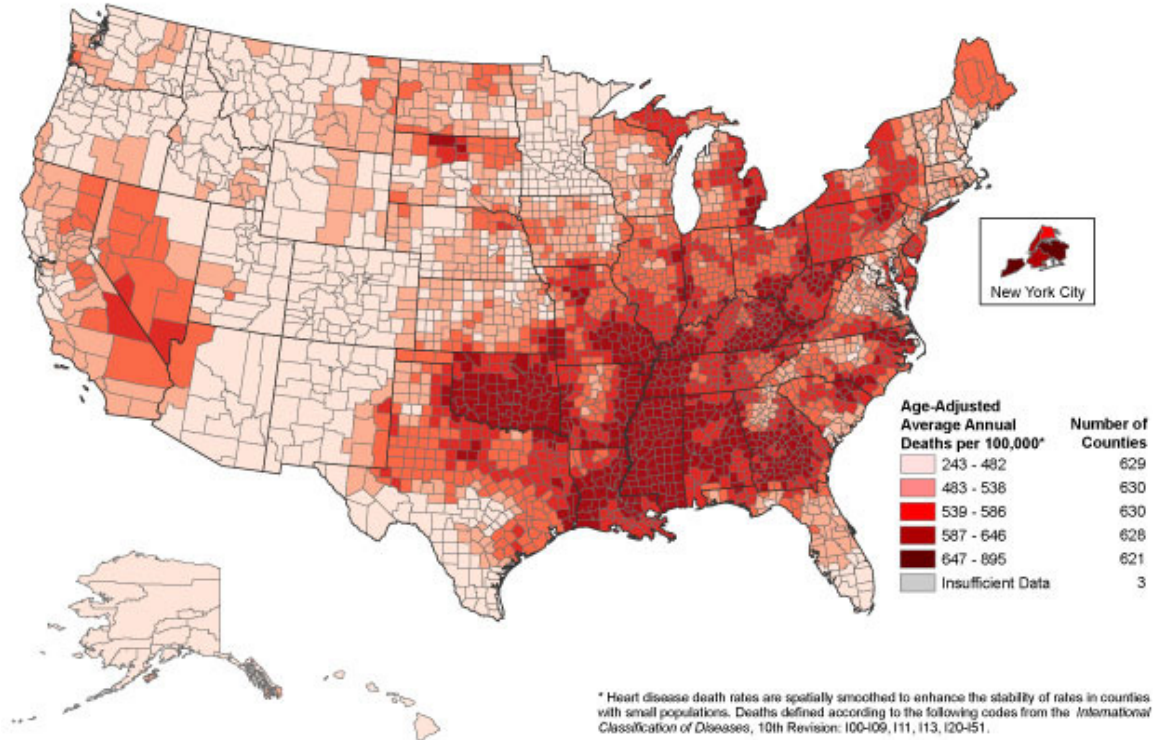 New York City
Age-Adjusted
Average Annual
Deaths per 100,000*
Number of
Counties
243 - 482 629
483 - 538 630
539 - 586 630
587 - 646 628
647 - 895 621
Insufficient Data 3
* Heart disease death rates are spatially smoothed to enhance the stability of rates in counties
with small populations. Deaths defined according to the following codes from the International
Classification of Diseases, 10th Revision: I00-I09, I11, I13, I20-I51.